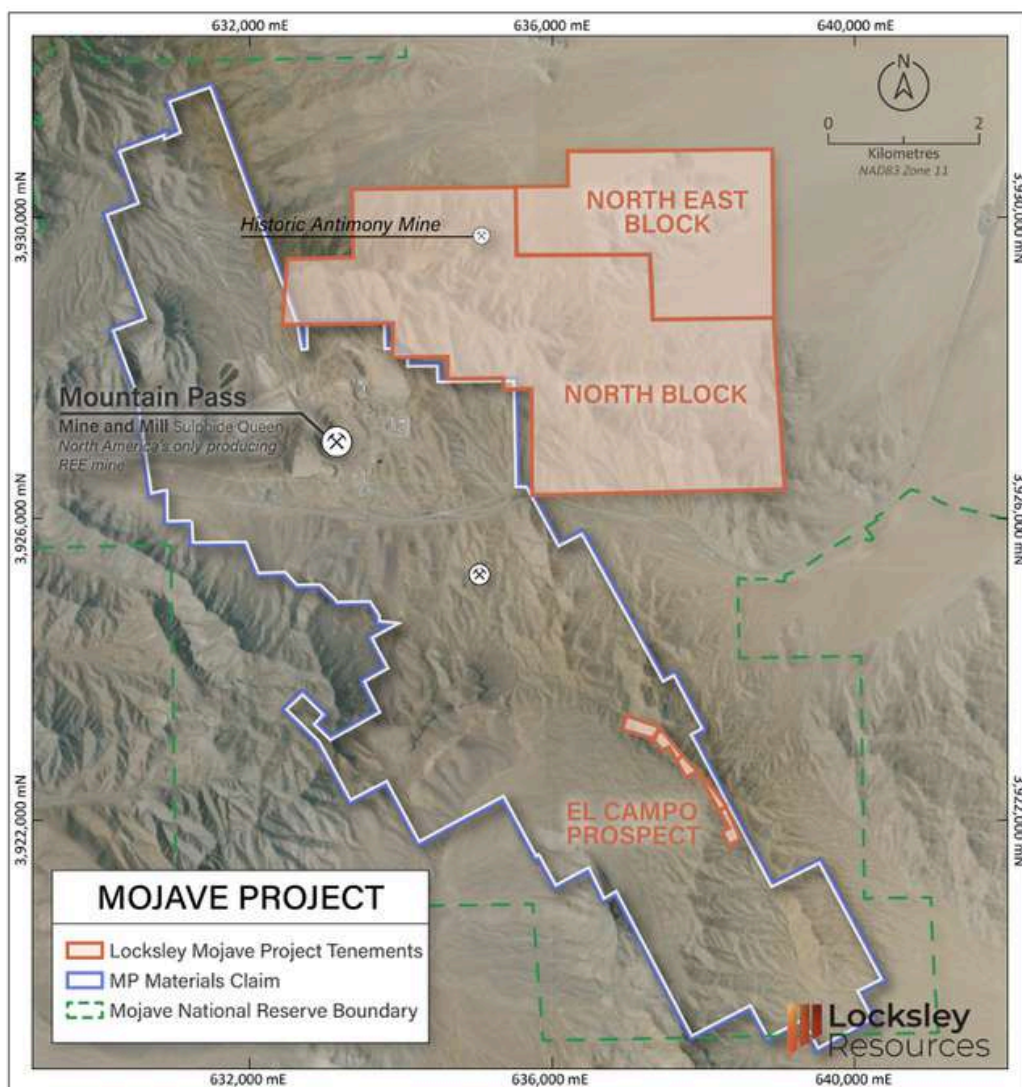 632,000 mE
636,000 mE
640,000 mE
N
0
2
Kilometres
NAD83 Zone 11
3,930,000 mN
3,930,000 mN
NORTH EAST
BLOCK
Historic Antimony Mine
NORTH BLOCK
Mountain Pass
Mine and Mill Sulphide Queen
North America's only producing
REE mine
3,926,000 mN
3,926,000 mN
EL CAMPO
PROSPECT
3,922,000 mN
3,922,000 mN
MOJAVE PROJECT
Locksley Mojave Project Tenements
MP Materials Claim
Mojave National Reserve Boundary
Locksley
Resources
632,000 mE
636,000 mE
640,000 mE